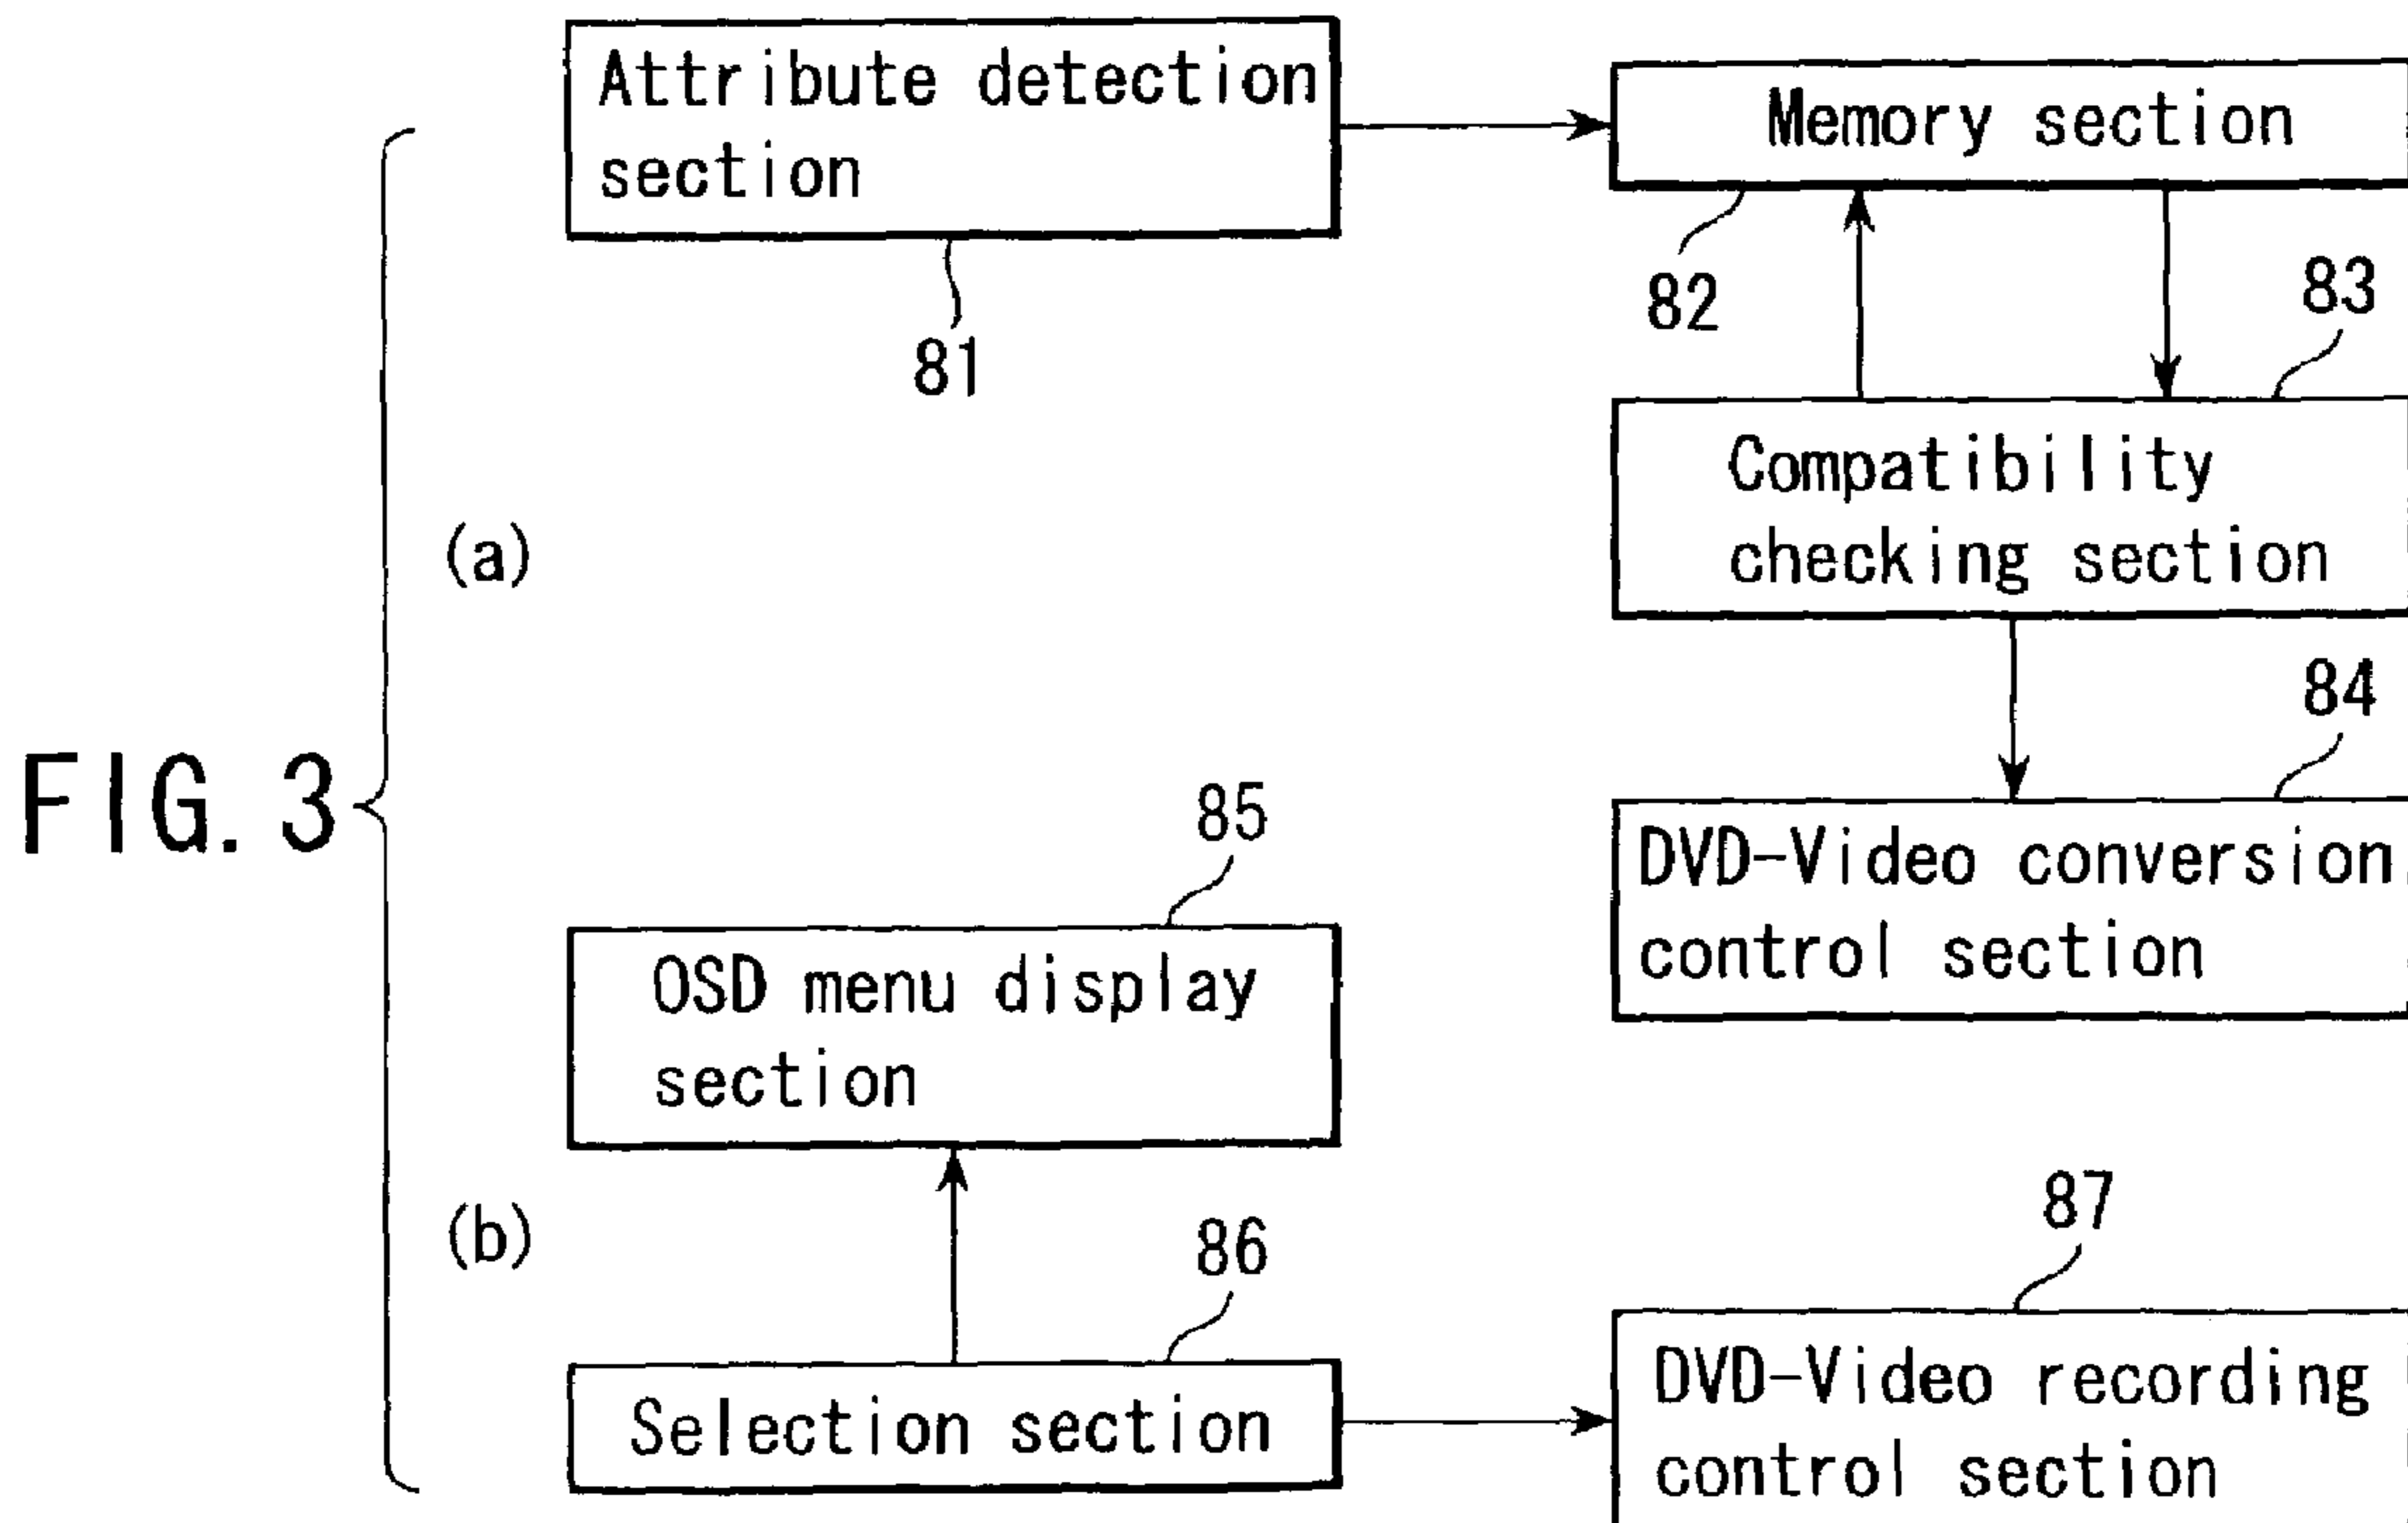 FIG. 3
(a)
Attribute detection
section
81
Memory section
82
83
Compatibility
checking section
84
DVD-Video conversion
control section
(b)
85
OSD menu display
section
86
Selection section
87
DVD-Video recording
control section